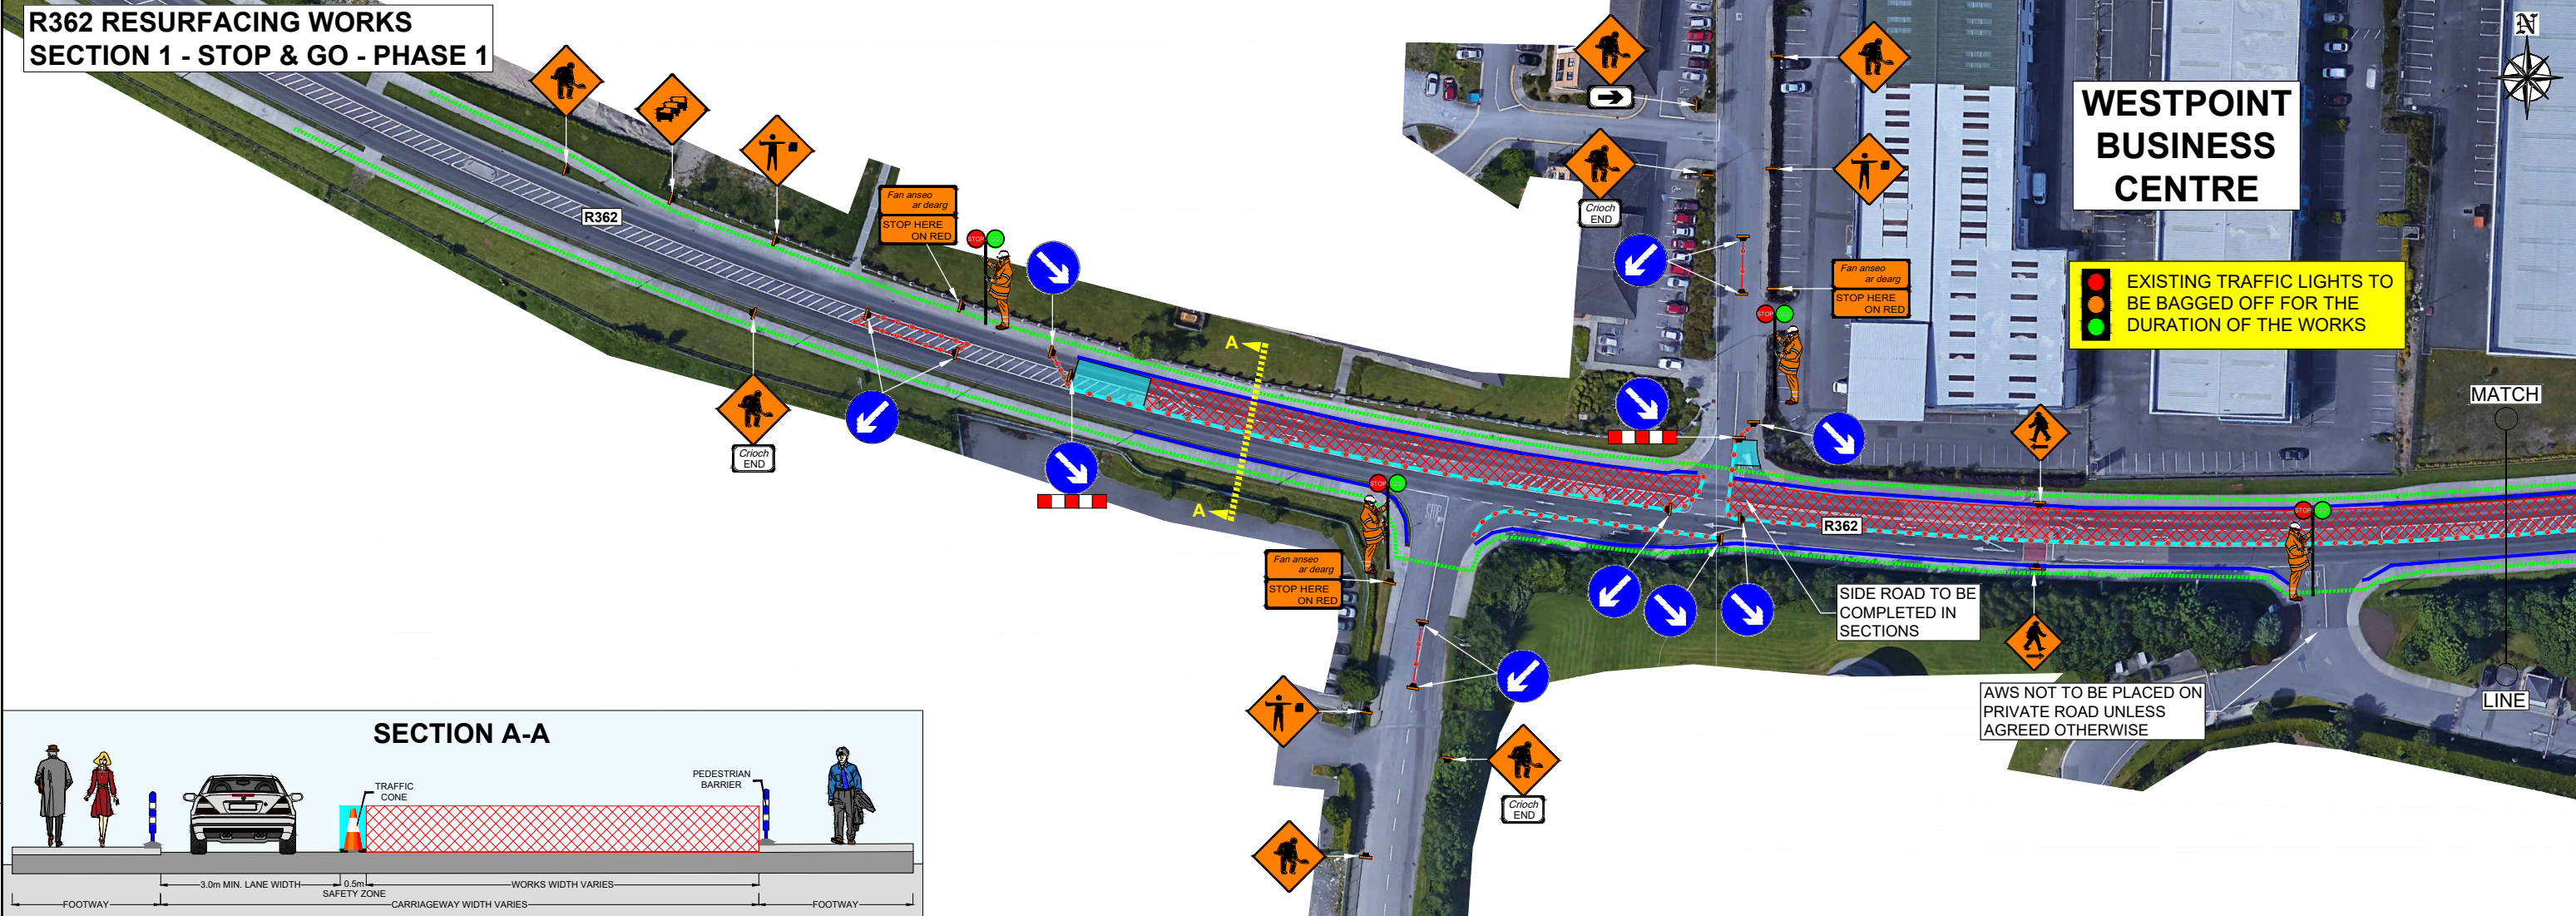 R362 RESURFACING WORKS
SECTION 1 - STOP & GO - PHASE 1
N
WESTPOINT
BUSINESS
CENTRE
R362
Fan anseo
ar dearg
STOP HERE
ON RED
STOP
Críoch
END
Críoch
END
Fan anseo
ar dearg
STOP HERE
ON RED
STOP
EXISTING TRAFFIC LIGHTS TO
BE BAGGED OFF FOR THE
DURATION OF THE WORKS
A
A
MATCH
LINE
STOP
STOP
R362
Fan anseo
ar dearg
STOP HERE
ON RED
SIDE ROAD TO BE
COMPLETED IN
SECTIONS
AWS NOT TO BE PLACED ON
PRIVATE ROAD UNLESS
AGREED OTHERWISE
Críoch
END
SECTION A-A
TRAFFIC
CONE
PEDESTRIAN
BARRIER
3.0m MIN. LANE WIDTH
0.5m
SAFETY ZONE
WORKS WIDTH VARIES
FOOTWAY
CARRIAGEWAY WIDTH VARIES
FOOTWAY